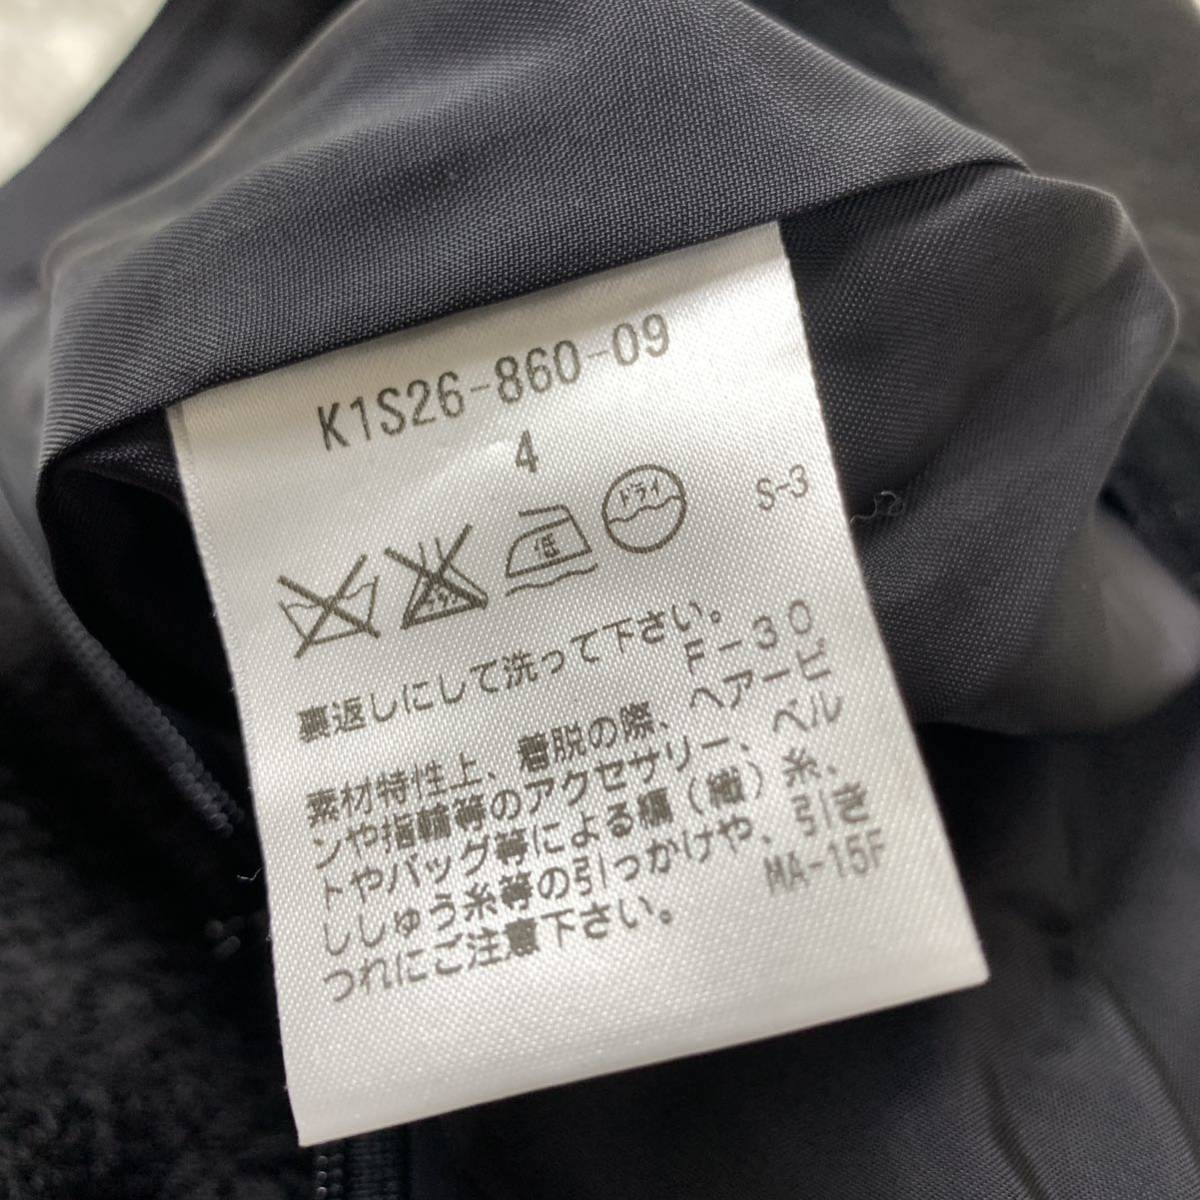 K1S26-860-09
4
低 ドライ S-3
裏返しにして洗って下さい。
F-30
素材特性上、着脱の際、ヘアーピ
ンや指輪等のアクセサリー、ベル
トやバッグ等による編(織)糸、
ししゅう糸等の引っかけや、引き
つれにご注意下さい。
MA-15F